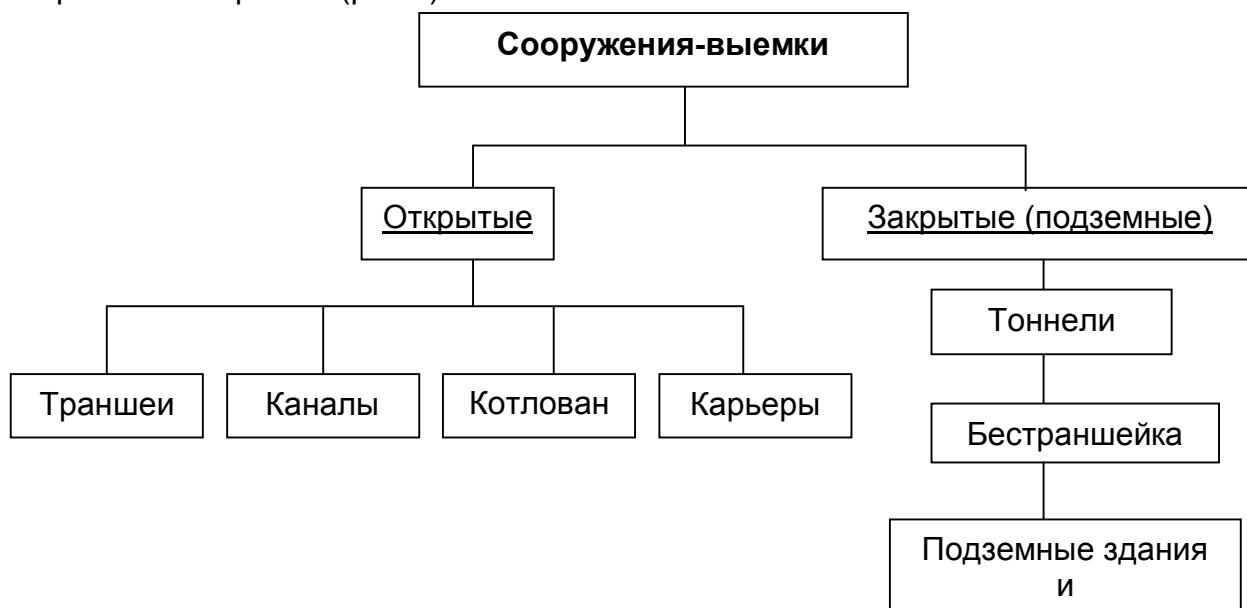 Сооружения-выемки
Открытые
Закрытые (подземные)
Тоннели
Траншеи
Каналы
Котлован
Карьеры
Бестраншейка
Подземные здания
и